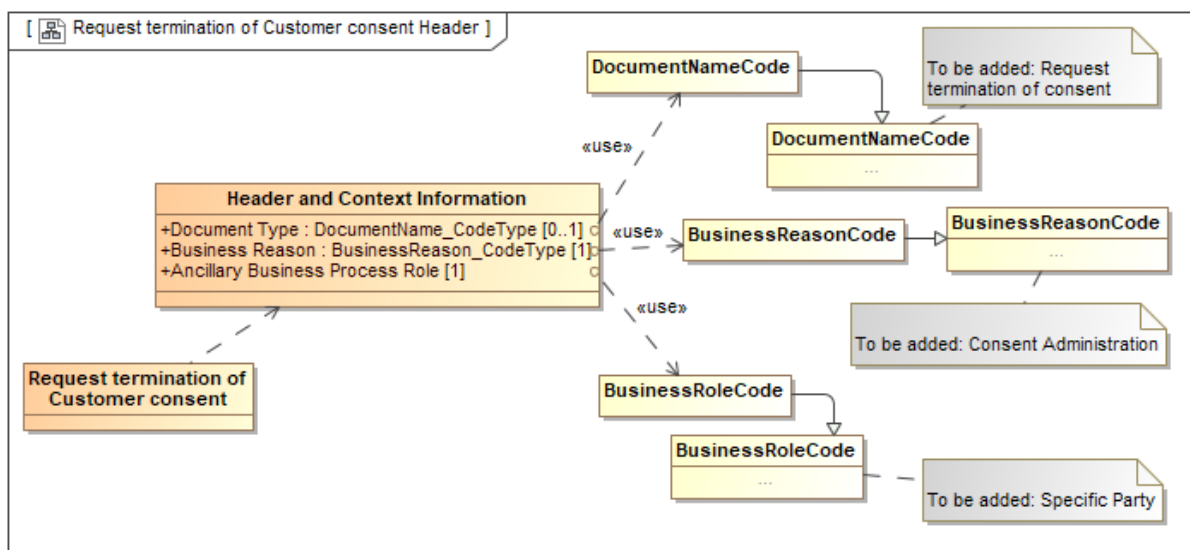 [ Request termination of Customer consent Header ]
DocumentNameCode
To be added: Request
termination of consent
DocumentNameCode
...
«use»
Header and Context Information
+Document Type : DocumentName_CodeType [0..1]
+Business Reason : BusinessReason_CodeType [1]
+Ancillary Business Process Role [1]
«use»
BusinessReasonCode
BusinessReasonCode
...
«use»
To be added: Consent Administration
Request termination of
Customer consent
BusinessRoleCode
BusinessRoleCode
...
To be added: Specific Party